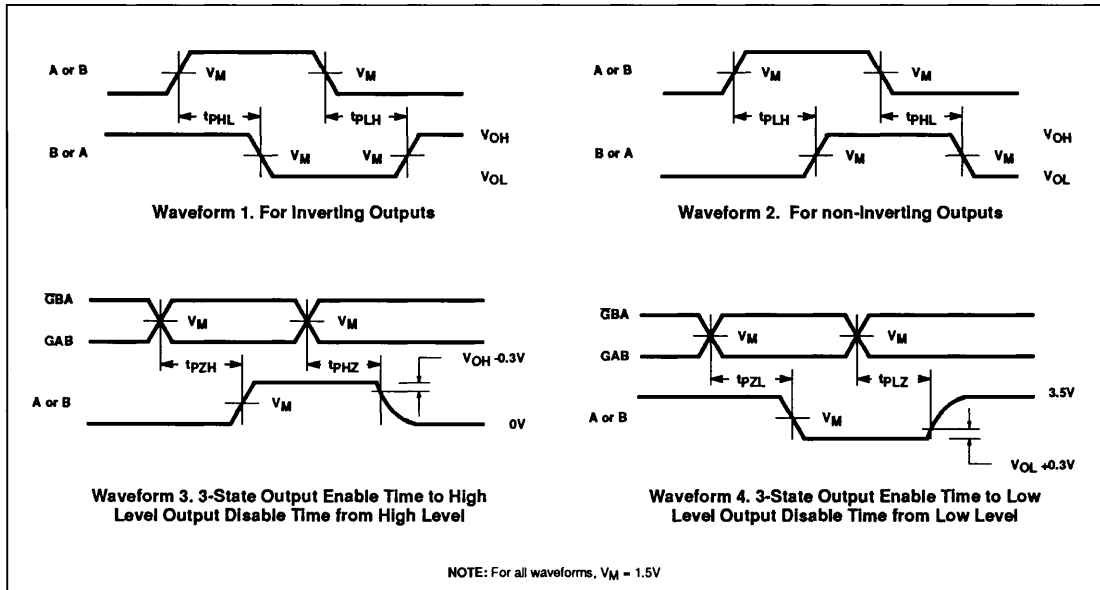 A or B
VM
VM
tPHL
tPLH
B or A
VM
VM
VOH
VOL
Waveform 1. For Inverting Outputs
A or B
VM
VM
tPLH
tPHL
B or A
VM
VM
VOH
VOL
Waveform 2. For non-Inverting Outputs
G̅BA
GAB
VM
VM
tPZH
tPHZ
VOH -0.3V
A or B
VM
0V
Waveform 3. 3-State Output Enable Time to High
Level Output Disable Time from High Level
G̅BA
GAB
VM
VM
tPZL
tPLZ
3.5V
A or B
VM
VOL +0.3V
Waveform 4. 3-State Output Enable Time to Low
Level Output Disable Time from Low Level
NOTE: For all waveforms, VM = 1.5V